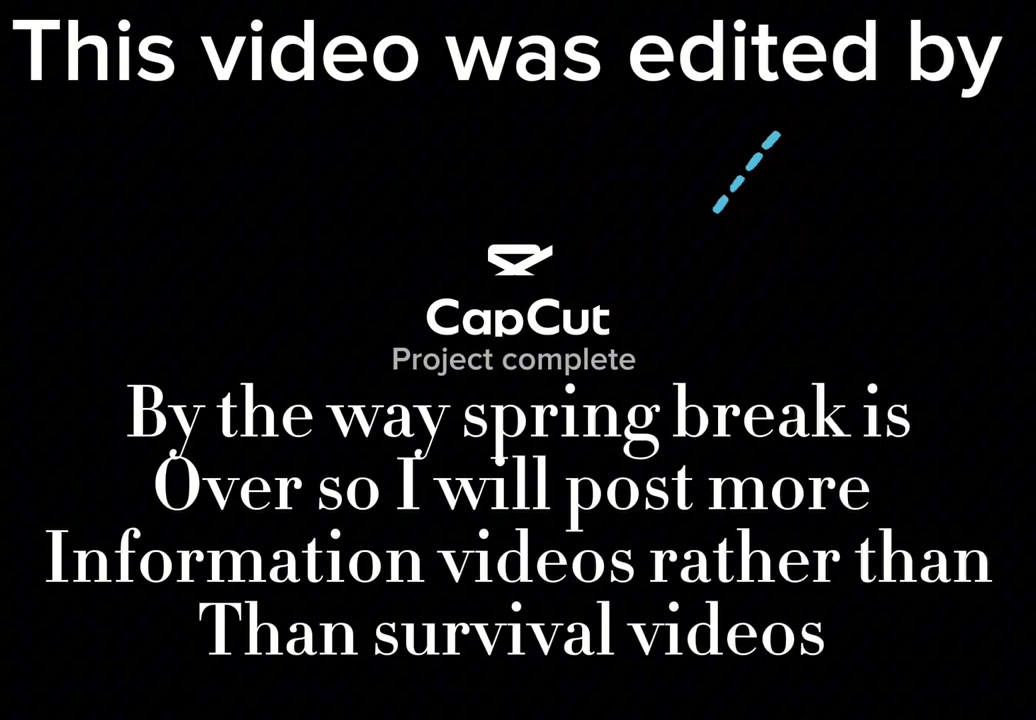 This video was edited by
CapCut
Project complete
By the way spring break is
Over so I will post more
Information videos rather than
Than survival videos